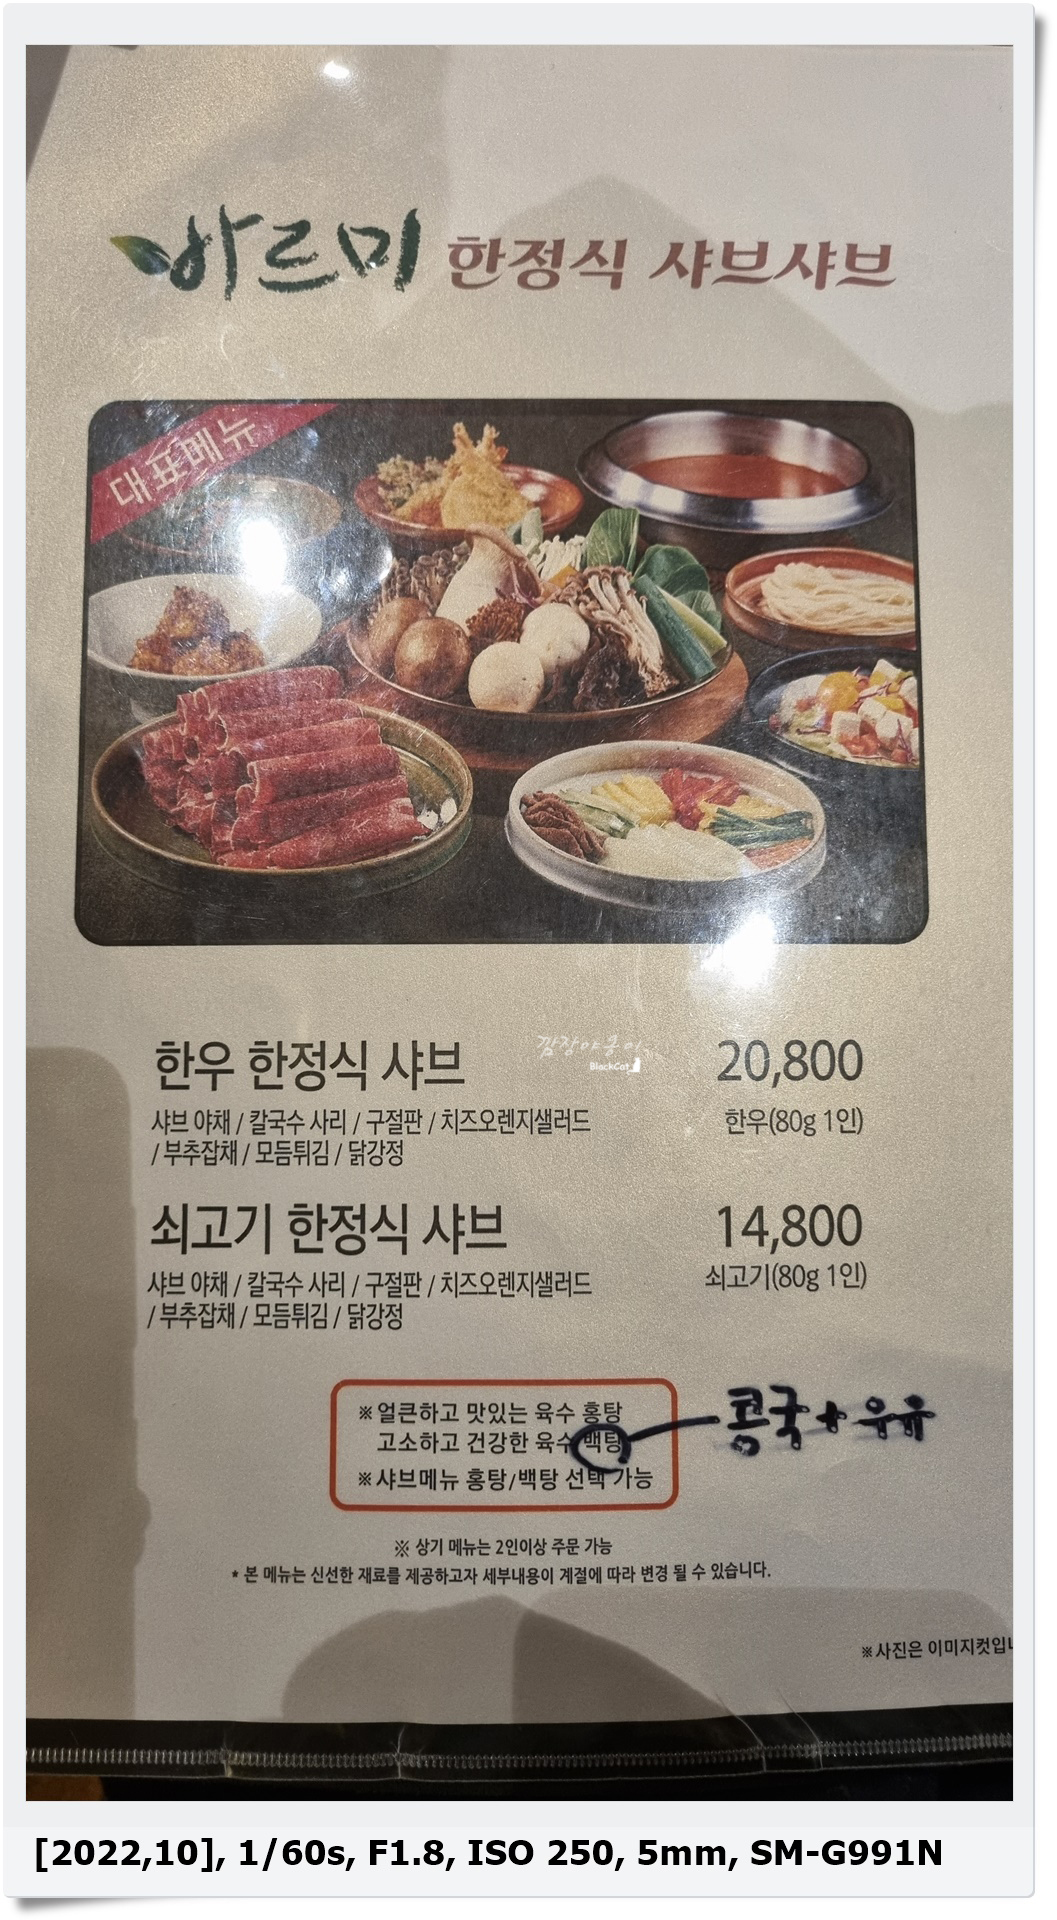 바르미 한정식 샤브샤브
대표메뉴
깜장야옹이.
BlackCat
한우 한정식 샤브 20,800
샤브 야채 / 칼국수 사리 / 구절판 / 치즈오렌지샐러드 한우(80g 1인)
/ 부추잡채 / 모듬튀김 / 닭강정
쇠고기 한정식 샤브 14,800
샤브 야채 / 칼국수 사리 / 구절판 / 치즈오렌지샐러드 쇠고기(80g 1인)
/ 부추잡채 / 모듬튀김 / 닭강정
※얼큰하고 맛있는 육수 홍탕
고소하고 건강한 육수 백탕 콩국+우유
※샤브메뉴 홍탕/백탕 선택 가능
※ 상기 메뉴는 2인이상 주문 가능
* 본 메뉴는 신선한 재료를 제공하고자 세부내용이 계절에 따라 변경 될 수 있습니다.
※사진은 이미지컷입니
[2022,10], 1/60s, F1.8, ISO 250, 5mm, SM-G991N